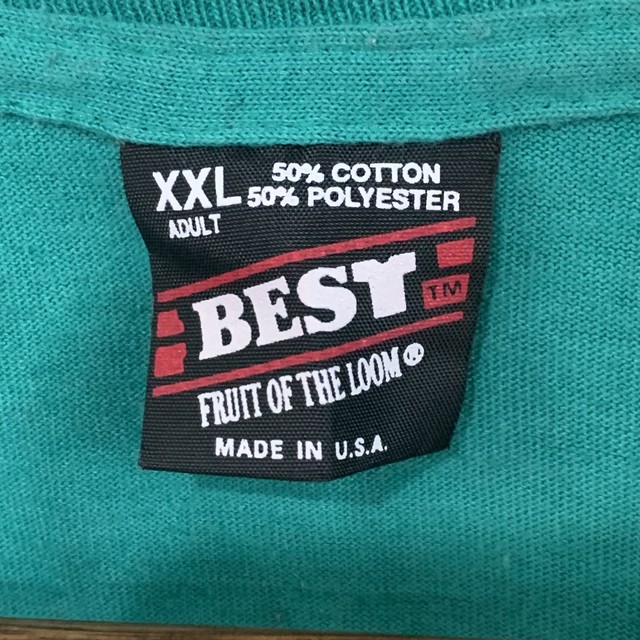 XXL 50% COTTON
ADULT 50% POLYESTER
BEST TM
FRUIT OF THE LOOM®
MADE IN U.S.A.